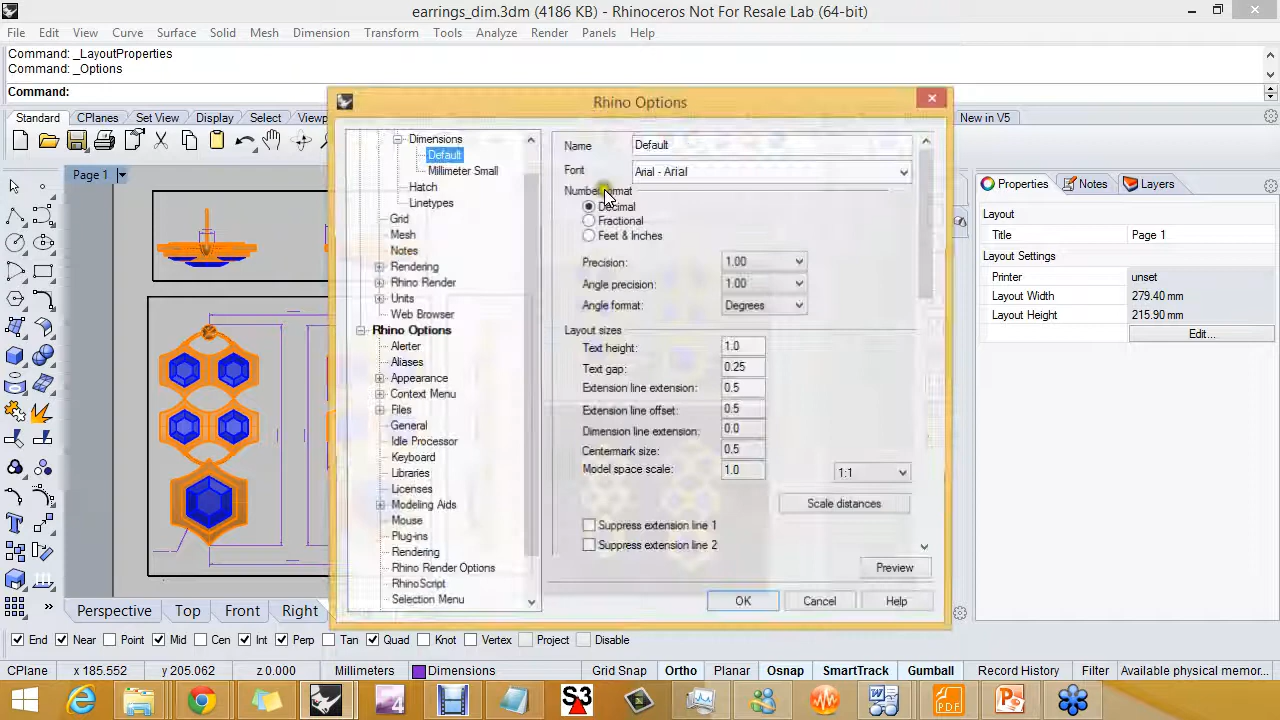 earrings_dim.3dm (4186 KB) - Rhinoceros Not For Resale Lab (64-bit)
File Edit View Curve Surface Solid Mesh Dimension Transform Tools Analyze Render Panels Help
Command: _LayoutProperties
Command: _Options
Command:
Standard CPlanes Set View Display Select New in V5
Rhino Options
Page 1
Dimensions
Default
Millimeter Small
Hatch
Linetypes
Grid
Mesh
Notes
Rendering
Rhino Render
Units
Web Browser
Rhino Options
Alerter
Aliases
Appearance
Context Menu
Files
General
Idle Processor
Keyboard
Libraries
Licenses
Modeling Aids
Mouse
Plug-ins
Rendering
Rhino Render Options
RhinoScript
Selection Menu
Name Default
Font Arial - Arial
Number format
Decimal
Fractional
Feet & Inches
Precision: 1.00
Angle precision: 1.00
Angle format: Degrees
Layout sizes
Text height: 1.0
Text gap: 0.25
Extension line extension: 0.5
Extension line offset: 0.5
Dimension line extension: 0.0
Centermark size: 0.5
Model space scale: 1.0 1:1
Scale distances
Suppress extension line 1
Suppress extension line 2
Preview
OK Cancel Help
Properties Notes Layers
Layout
Title Page 1
Layout Settings
Printer unset
Layout Width 279.40 mm
Layout Height 215.90 mm
Edit...
Perspective Top Front Right
End Near Point Mid Cen Int Perp Tan Quad Knot Vertex Project Disable
CPlane x 185.552 y 205.062 z 0.000 Millimeters Dimensions Grid Snap Ortho Planar Osnap SmartTrack Gumball Record History Filter Available physical memor...